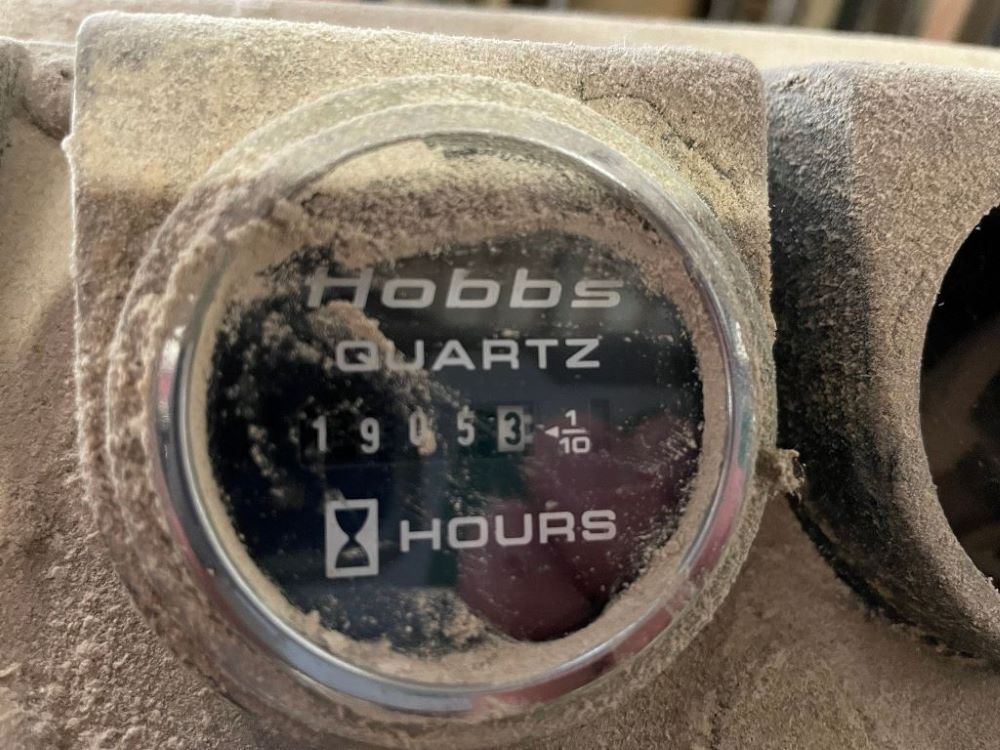 Hobbs
QUARTZ
19053 1/10
HOURS